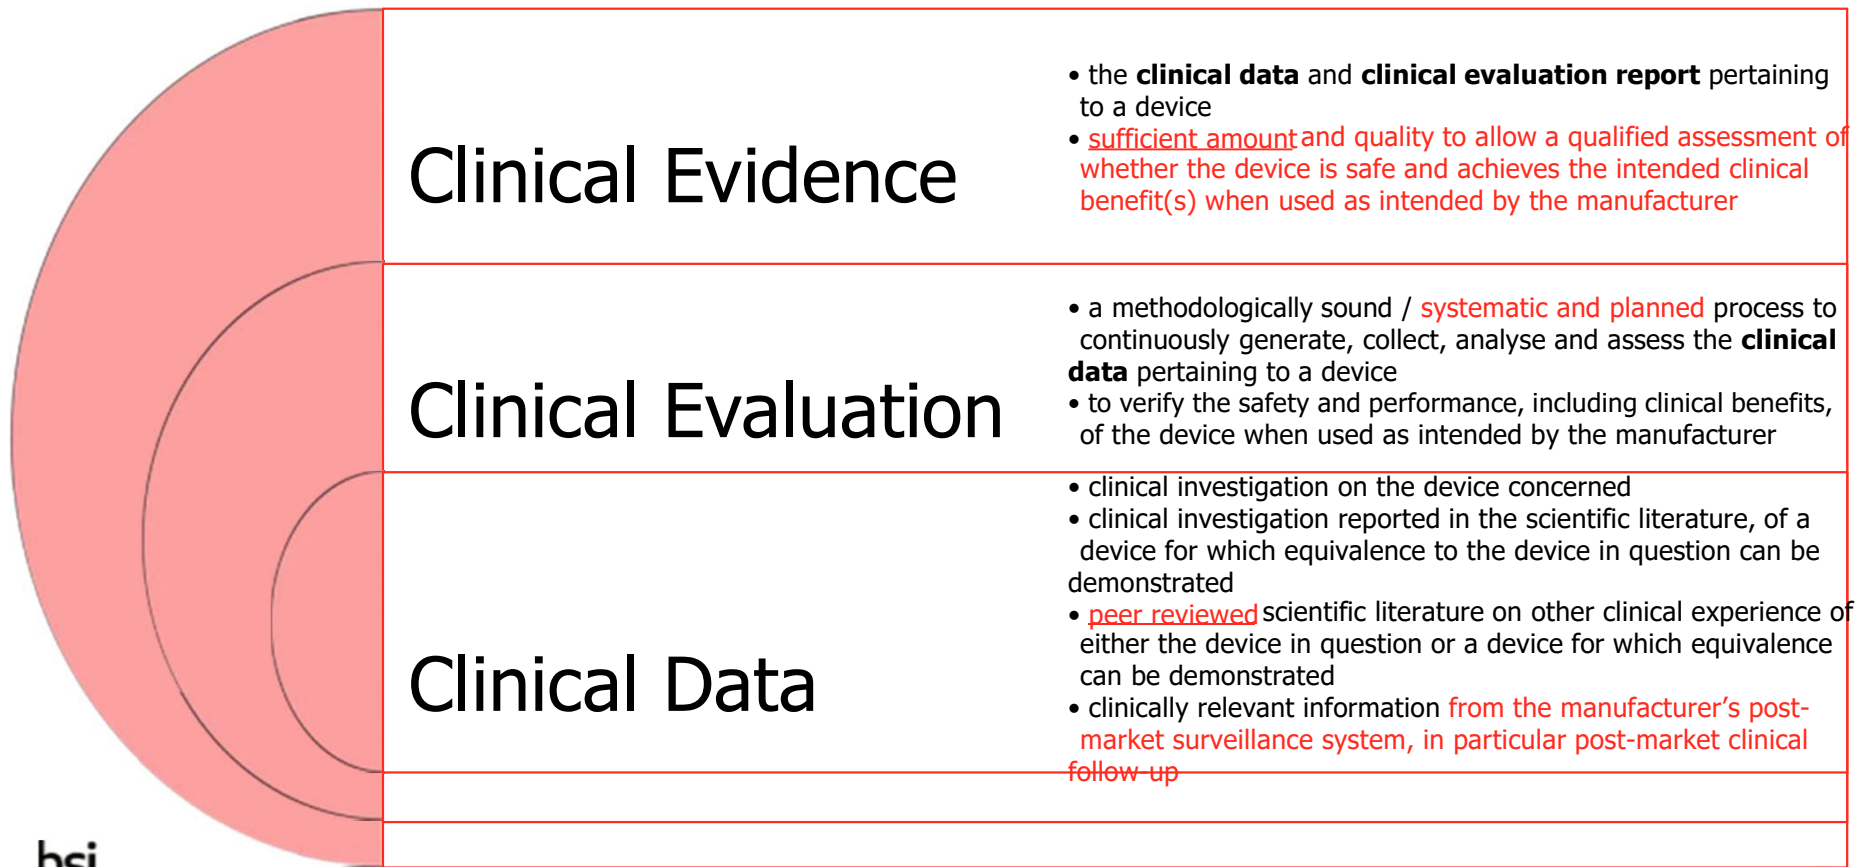 Clinical Evidence
• the clinical data and clinical evaluation report pertaining
to a device
• sufficient amount and quality to allow a qualified assessment of
whether the device is safe and achieves the intended clinical
benefit(s) when used as intended by the manufacturer
Clinical Evaluation
• a methodologically sound / systematic and planned process to
continuously generate, collect, analyse and assess the clinical
data pertaining to a device
• to verify the safety and performance, including clinical benefits,
of the device when used as intended by the manufacturer
Clinical Data
• clinical investigation on the device concerned
• clinical investigation reported in the scientific literature, of a
device for which equivalence to the device in question can be
demonstrated
• peer reviewed scientific literature on other clinical experience of
either the device in question or a device for which equivalence
can be demonstrated
• clinically relevant information from the manufacturer’s post-
market surveillance system, in particular post-market clinical
follow-up
bsi